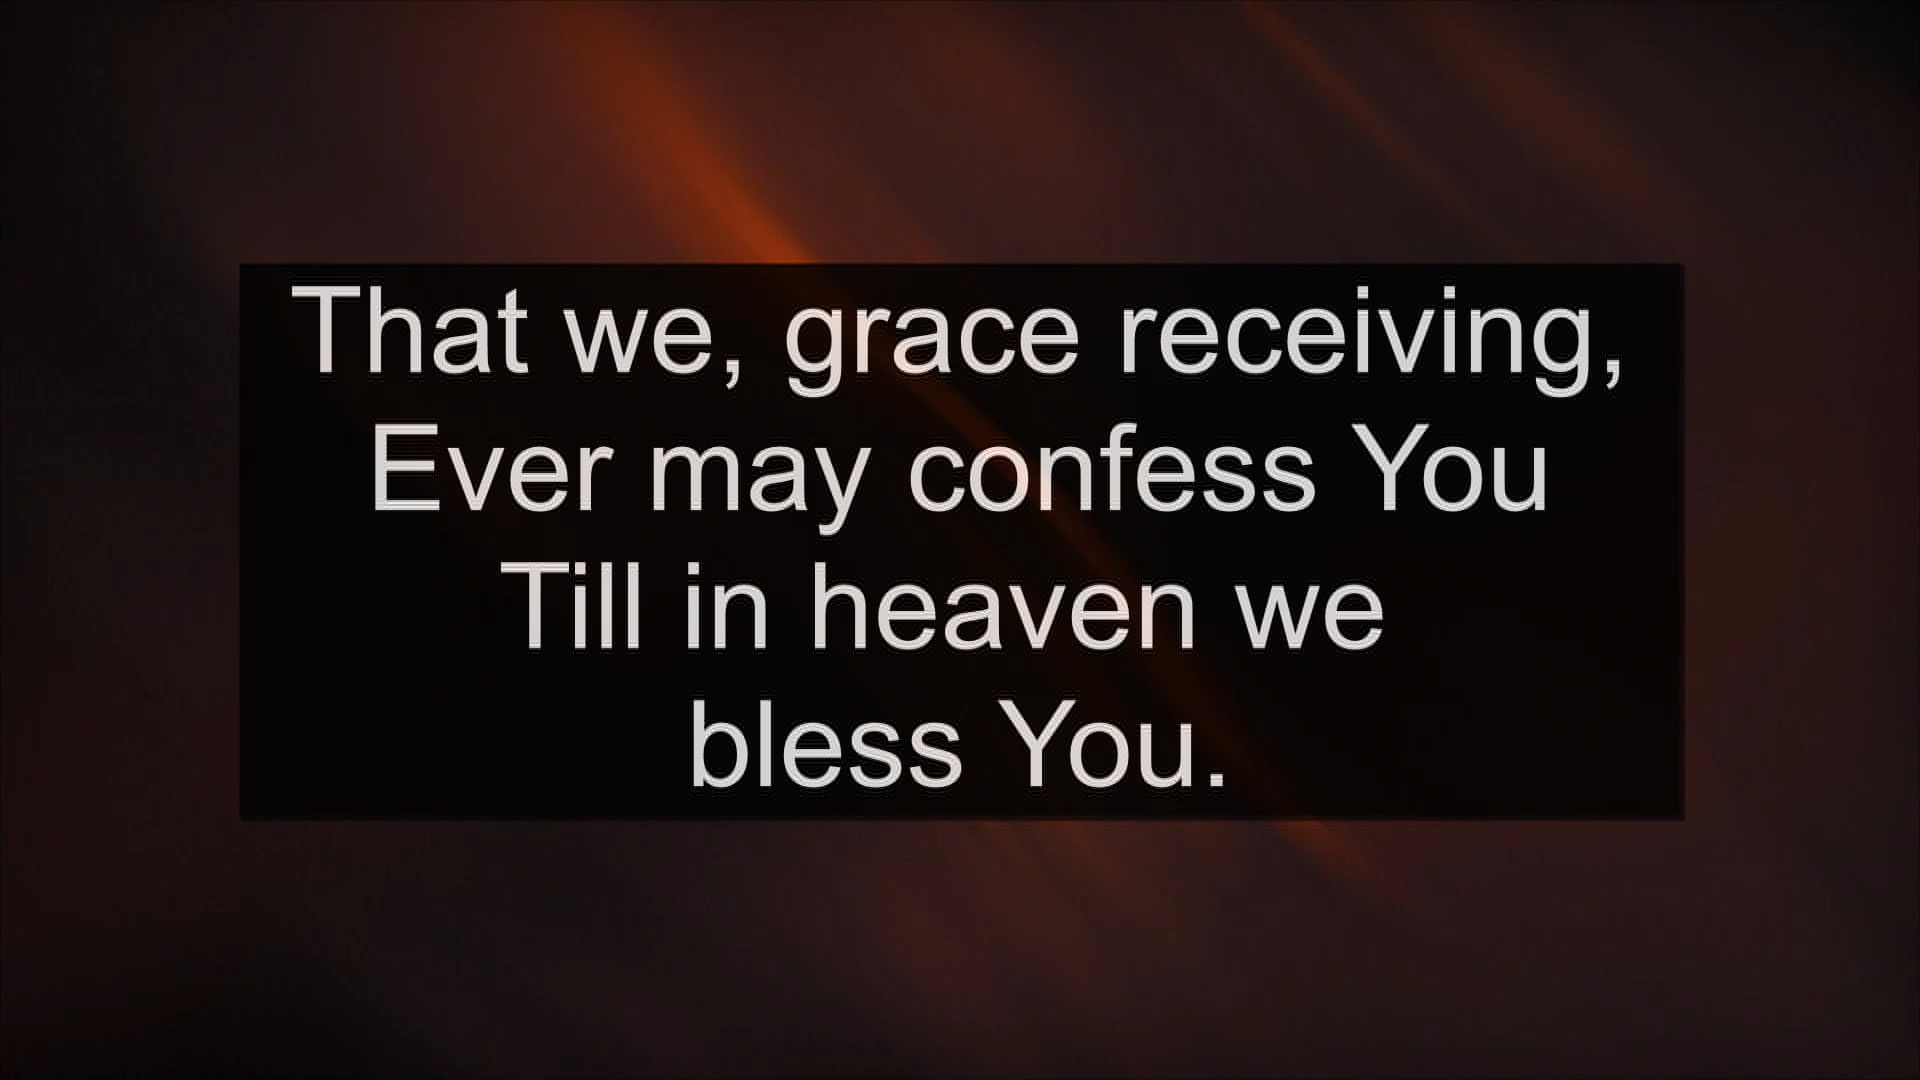 That we, grace receiving,
Ever may confess You
Till in heaven we
bless You.